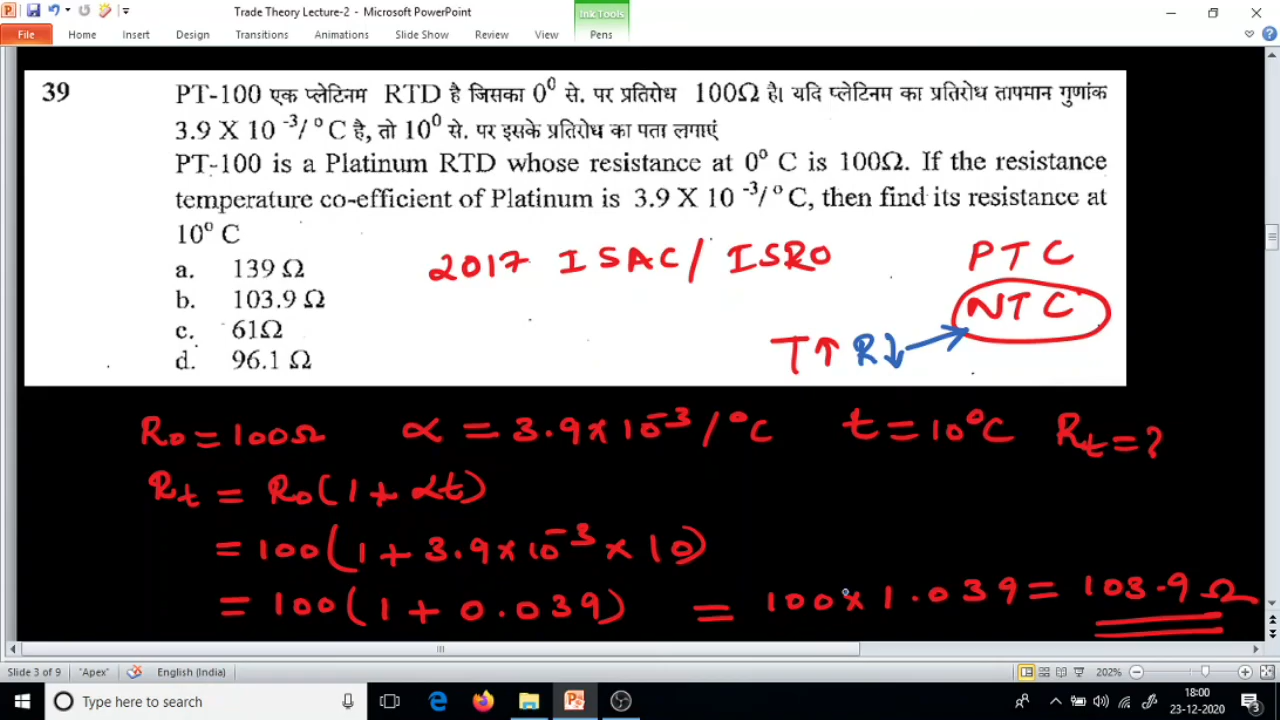 Trade Theory Lecture-2 - Microsoft PowerPoint
Ink Tools
File Home Insert Design Transitions Animations Slide Show Review View Pens
39 PT-100 एक प्लेटिनम RTD है जिसका 0⁰ से. पर प्रतिरोध 100Ω है। यदि प्लेटिनम का प्रतिरोध तापमान गुणांक
3.9 X 10 ⁻³/ ⁰ C है, तो 10⁰ से. पर इसके प्रतिरोध का पता लगाएं
PT-100 is a Platinum RTD whose resistance at 0⁰ C is 100Ω. If the resistance
temperature co-efficient of Platinum is 3.9 X 10 ⁻³/ ⁰ C, then find its resistance at
10⁰ C
a. 139 Ω
b. 103.9 Ω
c. 61Ω
d. 96.1 Ω
2017 ISAC/ ISRO
PTC
NTC
T↑ R↓
R₀ = 100Ω α = 3.9×10⁻³/°C t = 10°C Rt = ?
Rt = R₀(1 + αt)
= 100(1 + 3.9×10⁻³ × 10)
= 100(1 + 0.039) = 100×1.039 = 103.9 Ω
Slide 3 of 9 "Apex" English (India) 202%
Type here to search
18:00
23-12-2020
3